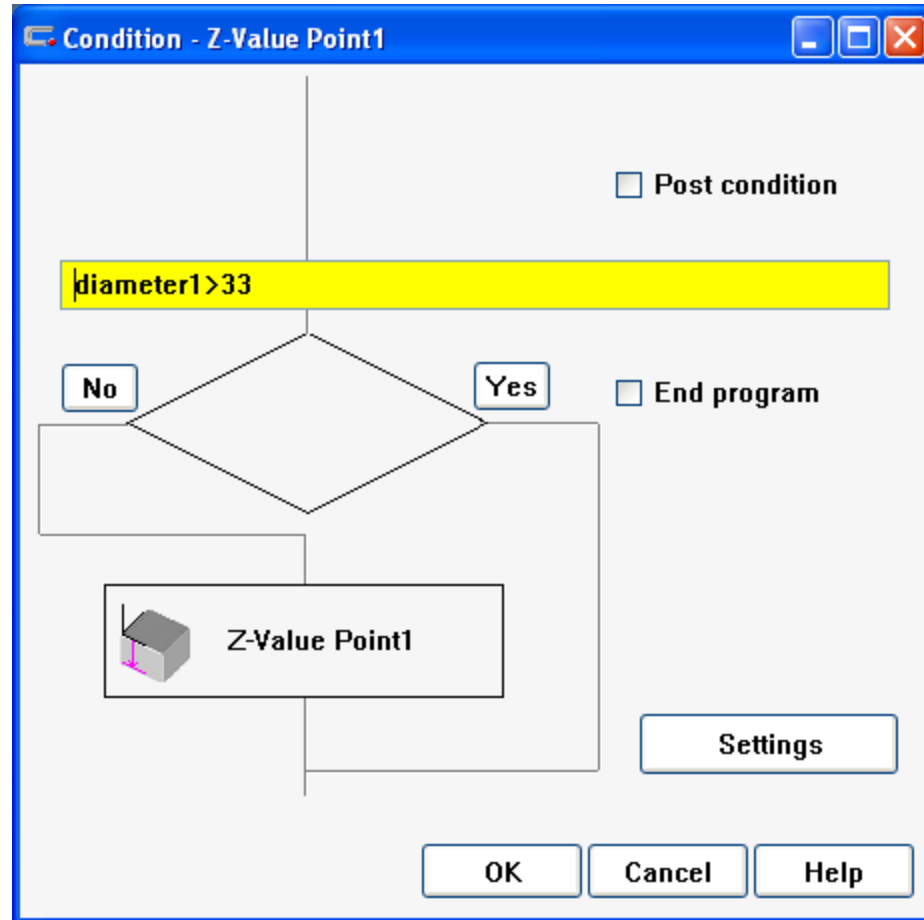 Condition - Z-Value Point1
Post condition
diameter1>33
No
Yes
End program
Z-Value Point1
Settings
OK
Cancel
Help